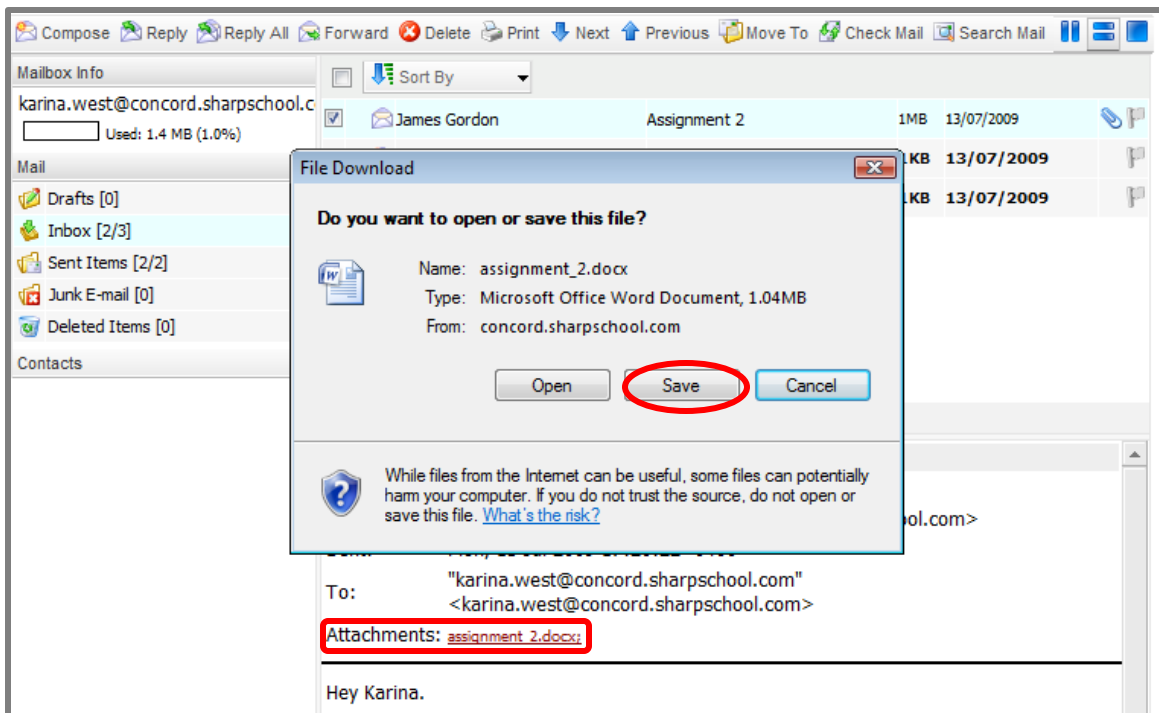 Compose Reply Reply All Forward Delete Print Next Previous Move To Check Mail Search Mail
Mailbox Info
karina.west@concord.sharpschool.c
Used: 1.4 MB (1.0%)
Mail
Drafts [0]
Inbox [2/3]
Sent Items [2/2]
Junk E-mail [0]
Deleted Items [0]
Contacts
Sort By
James Gordon Assignment 2 1MB 13/07/2009
1KB 13/07/2009
1KB 13/07/2009
File Download
Do you want to open or save this file?
Name: assignment_2.docx
Type: Microsoft Office Word Document, 1.04MB
From: concord.sharpschool.com
Open Save Cancel
While files from the Internet can be useful, some files can potentially
harm your computer. If you do not trust the source, do not open or
save this file. What's the risk?
ool.com>
To: "karina.west@concord.sharpschool.com"
<karina.west@concord.sharpschool.com>
Attachments: assignment_2.docx;
Hey Karina.